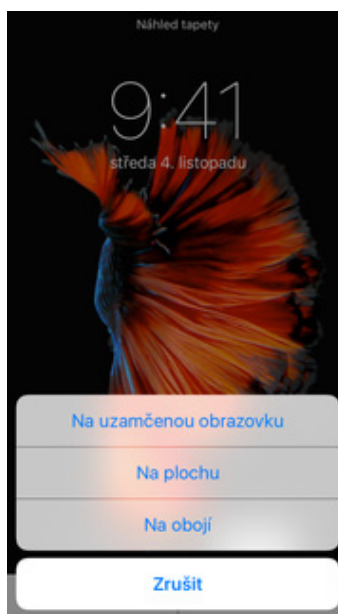 Náhled tapety
9:41
středa 4. listopadu
Na uzamčenou obrazovku
Na plochu
Na obojí
Zrušit